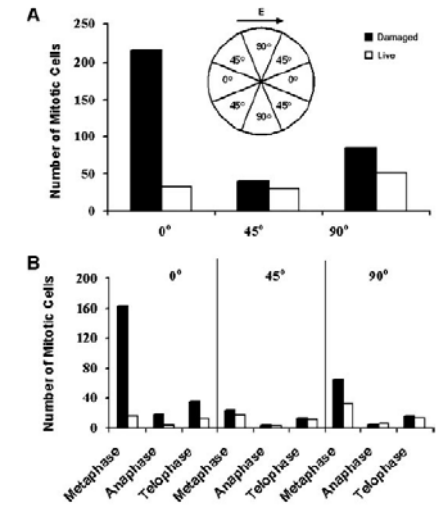 A
E
Damaged
Live
Number of Mitotic Cells
250
200
150
100
50
0
90°
45°
45°
0°
0°
45°
45°
90°
0°
45°
90°
B
Number of Mitotic Cells
200
160
120
80
40
0
0°
45°
90°
Metaphase
Anaphase
Telophase
Metaphase
Anaphase
Telophase
Metaphase
Anaphase
Telophase